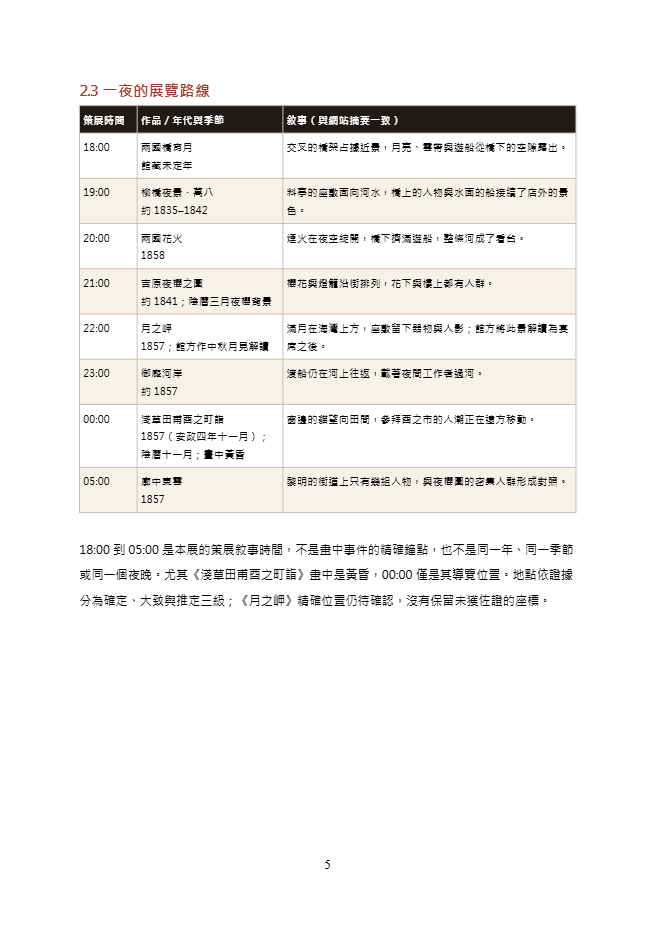 2.3 一夜的展覽路線
策展時間 作品 / 年代與季節 敘事（與網站摘要一致）
18:00 兩國橋宵月 交叉的橋架占據近景，月亮、雲帶與遊船從橋下的空隙露出。
館藏未定年
19:00 柳橋夜景・萬八 料亭的座敷面向河水，橋上的人物與水面的船接續了店外的景
約 1835–1842 色。
20:00 兩國花火 煙火在夜空綻開，橋下擠滿遊船，整條河成了看台。
1858
21:00 吉原夜櫻之圖 櫻花與燈籠沿街排列，花下與樓上都有人群。
約 1841；陰曆三月夜櫻背景
22:00 月之岬 滿月在海灣上方，座敷留下器物與人影；館方將此景解讀為宴
1857；館方作中秋月見解讀 席之後。
23:00 御廄河岸 渡船仍在河上往返，載著夜間工作者過河。
約 1857
00:00 淺草田甫酉之町詣 窗邊的貓望向田間，參拜酉之市的人潮正在遠方移動。
1857（安政四年十一月）；
陰曆十一月；畫中黃昏
05:00 廓中東雲 黎明的街道上只有幾組人物，與夜櫻圖的密集人群形成對照。
1857
18:00 到 05:00 是本展的策展敘事時間，不是畫中事件的精確鐘點，也不是同一年、同一季節
或同一個夜晚。尤其《淺草田甫酉之町詣》畫中是黃昏，00:00 僅是其導覽位置。地點依證據
分為確定、大致與推定三級；《月之岬》精確位置仍待確認，沒有保留未獲佐證的座標。
5